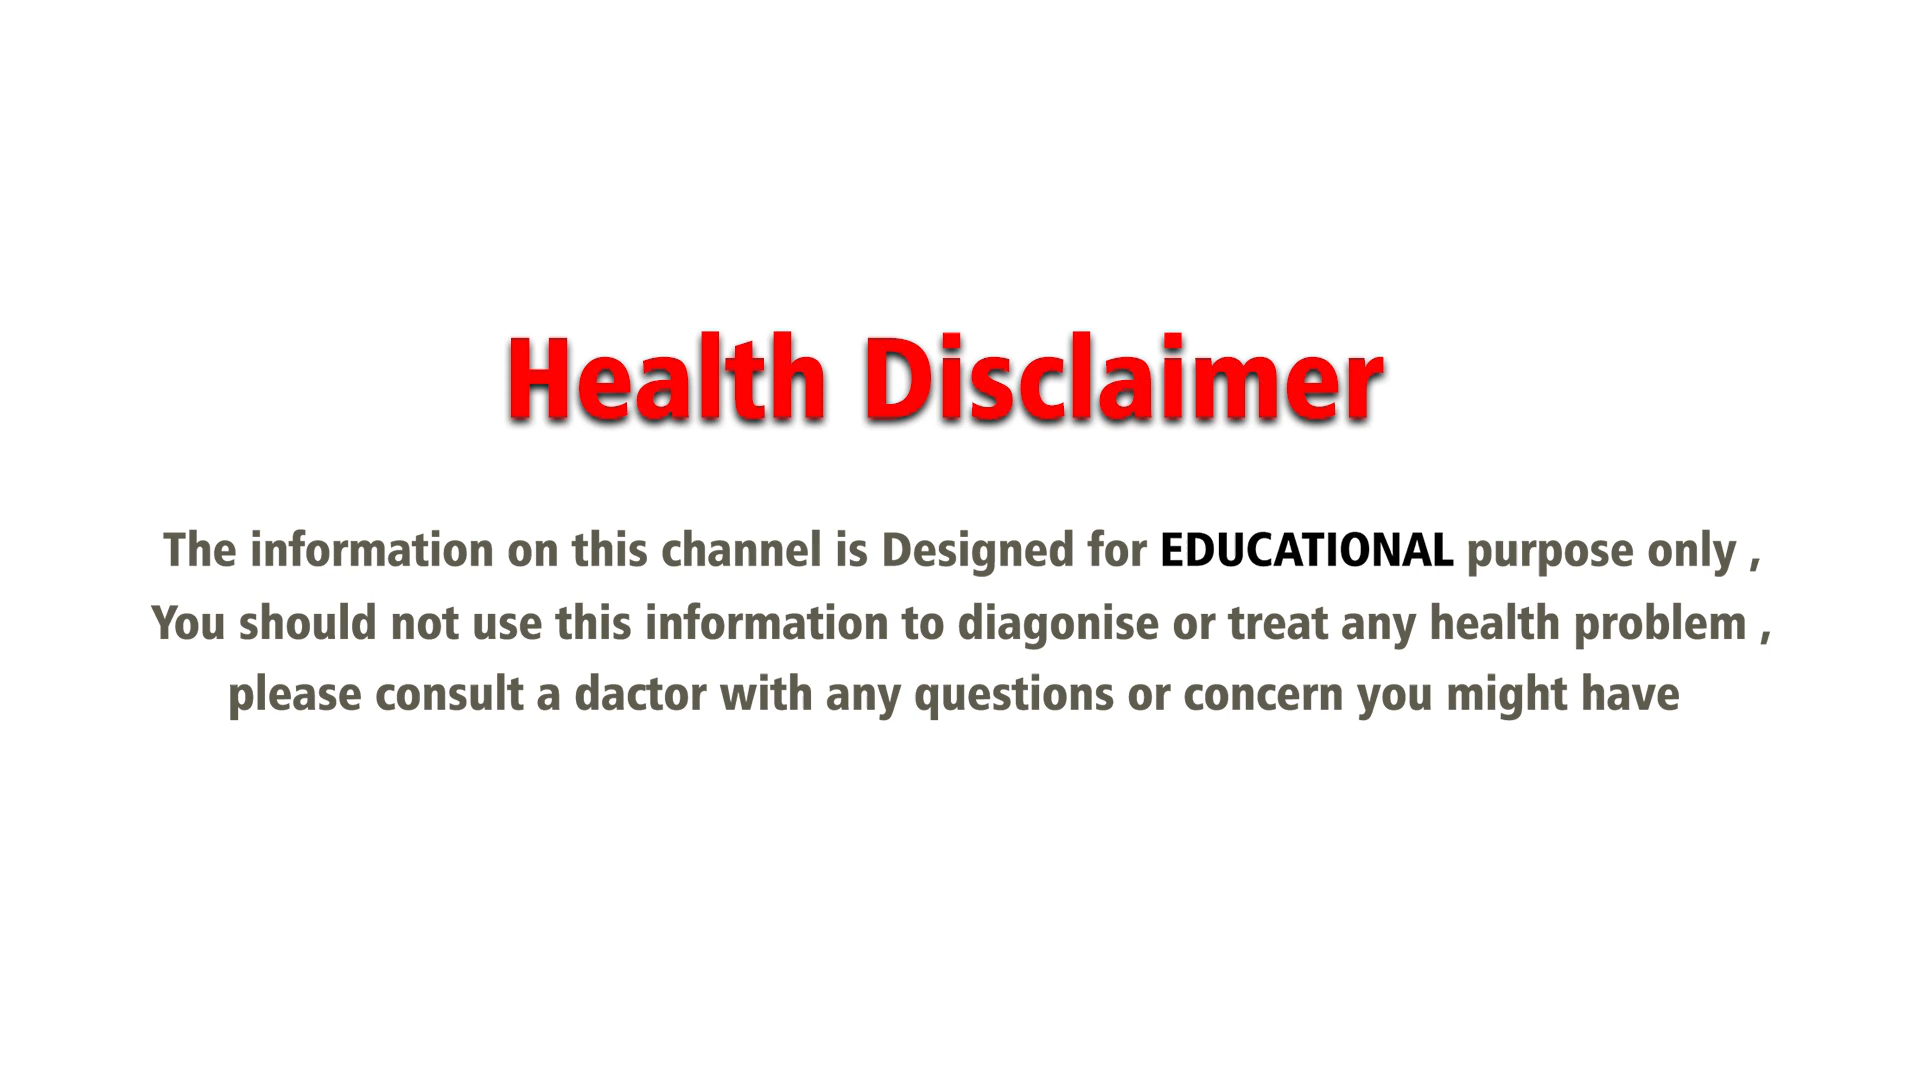 Health Disclaimer
The information on this channel is Designed for EDUCATIONAL purpose only ,
You should not use this information to diagonise or treat any health problem ,
please consult a dactor with any questions or concern you might have